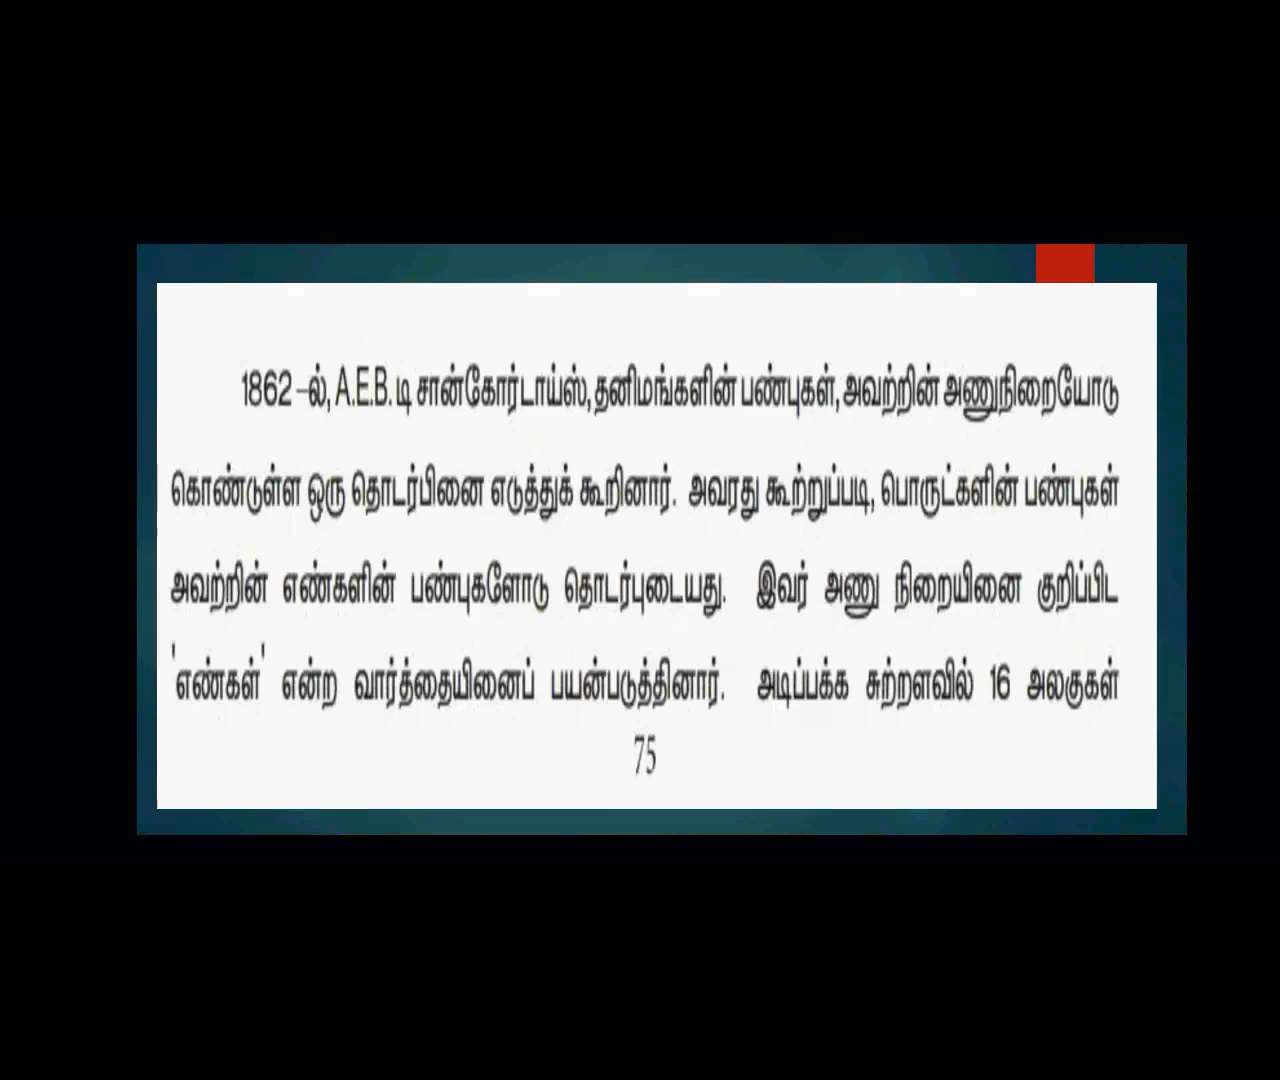 1862 –ல், A.E.B. டி சான்கோர்டாய்ஸ், தனிமங்களின் பண்புகள், அவற்றின் அணுநிறையோடு
கொண்டுள்ள ஒரு தொடர்பினை எடுத்துக் கூறினார். அவரது கூற்றுப்படி, பொருட்களின் பண்புகள்
அவற்றின் எண்களின் பண்புகளோடு தொடர்புடையது. இவர் அணு நிறையினை குறிப்பிட
'எண்கள்' என்ற வார்த்தையினைப் பயன்படுத்தினார். அடிப்பக்க சுற்றளவில் 16 அலகுகள்
75